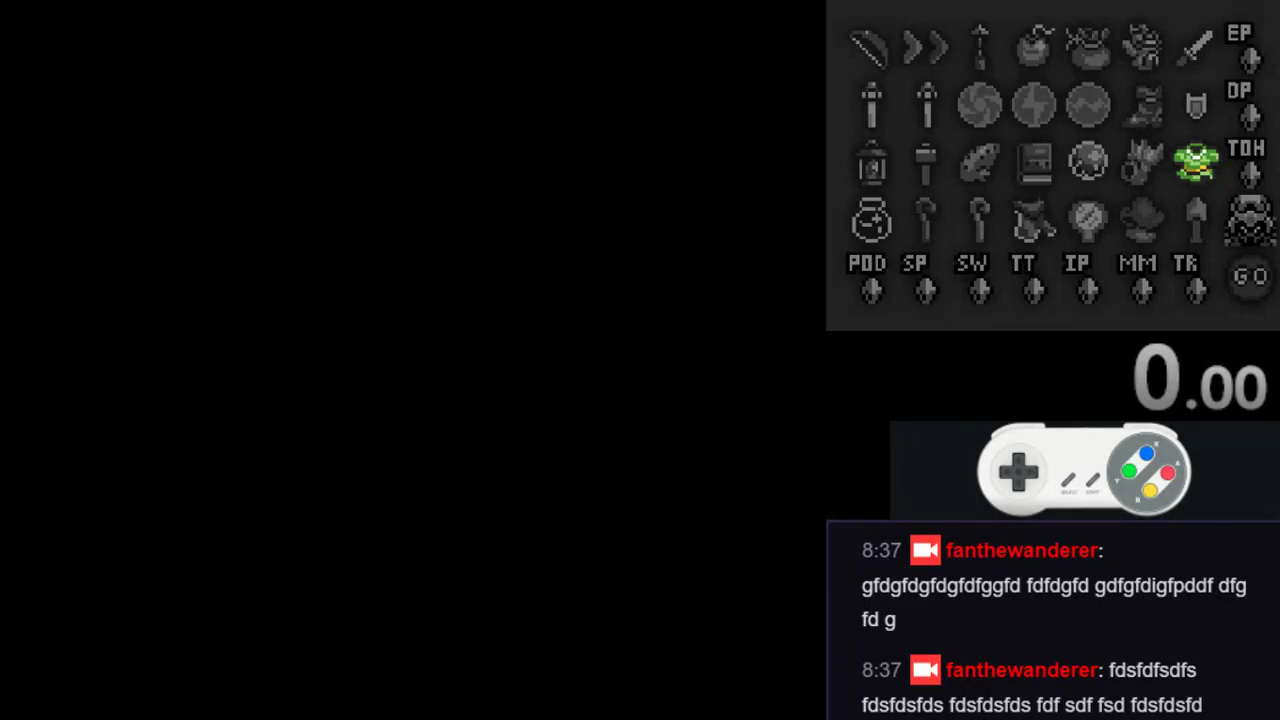 EP
DP
TOH
POD SP SW TT IP MM TR
GO
0.00
8:37 fanthewanderer:
gfdgfdgfdgfdfggfd fdfdgfd gdfgfdigfpddf dfg
fd g
8:37 fanthewanderer: fdsfdfsdfs
fdsfdsfds fdsfdsfds fdf sdf fsd fdsfdsfd